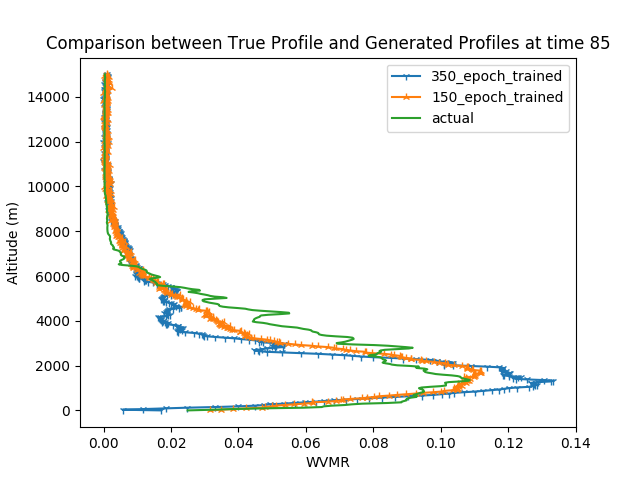 Comparison between True Profile and Generated Profiles at time 85
350_epoch_trained
150_epoch_trained
actual
Altitude (m)
14000
12000
10000
8000
6000
4000
2000
0
0.00 0.02 0.04 0.06 0.08 0.10 0.12 0.14
WVMR